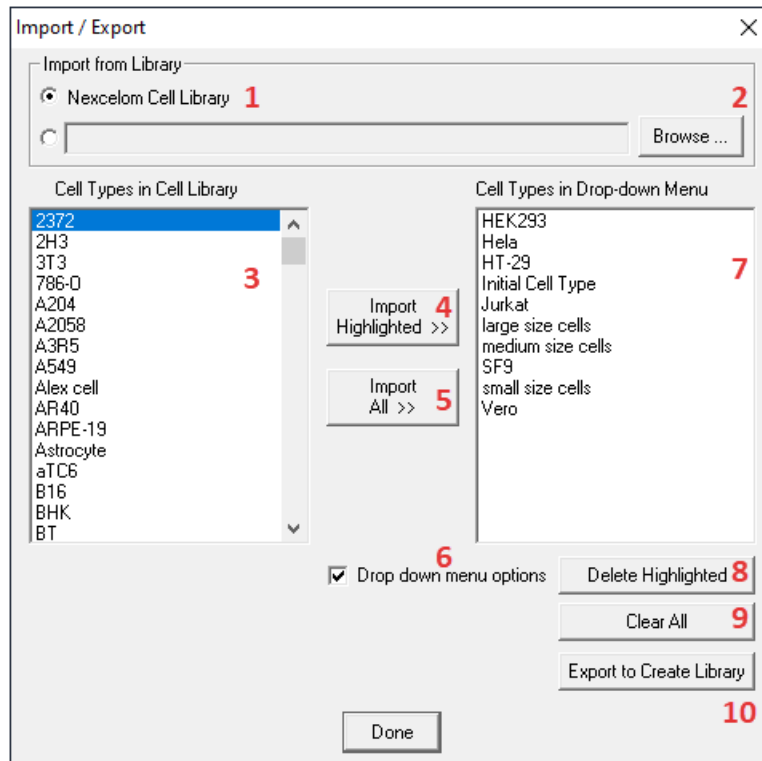 Import / Export
Import from Library
Nexcelom Cell Library 1
2
Browse ...
Cell Types in Cell Library
2372
2H3
3T3
786-O
A204
A2058
A3R5
A549
Alex cell
AR40
ARPE-19
Astrocyte
aTC6
B16
BHK
BT
3
Import
Highlighted >>
4
Import
All >>
5
Cell Types in Drop-down Menu
HEK293
Hela
HT-29
Initial Cell Type
Jurkat
large size cells
medium size cells
SF9
small size cells
Vero
7
6
Drop down menu options
Delete Highlighted 8
Clear All 9
Export to Create Library
10
Done